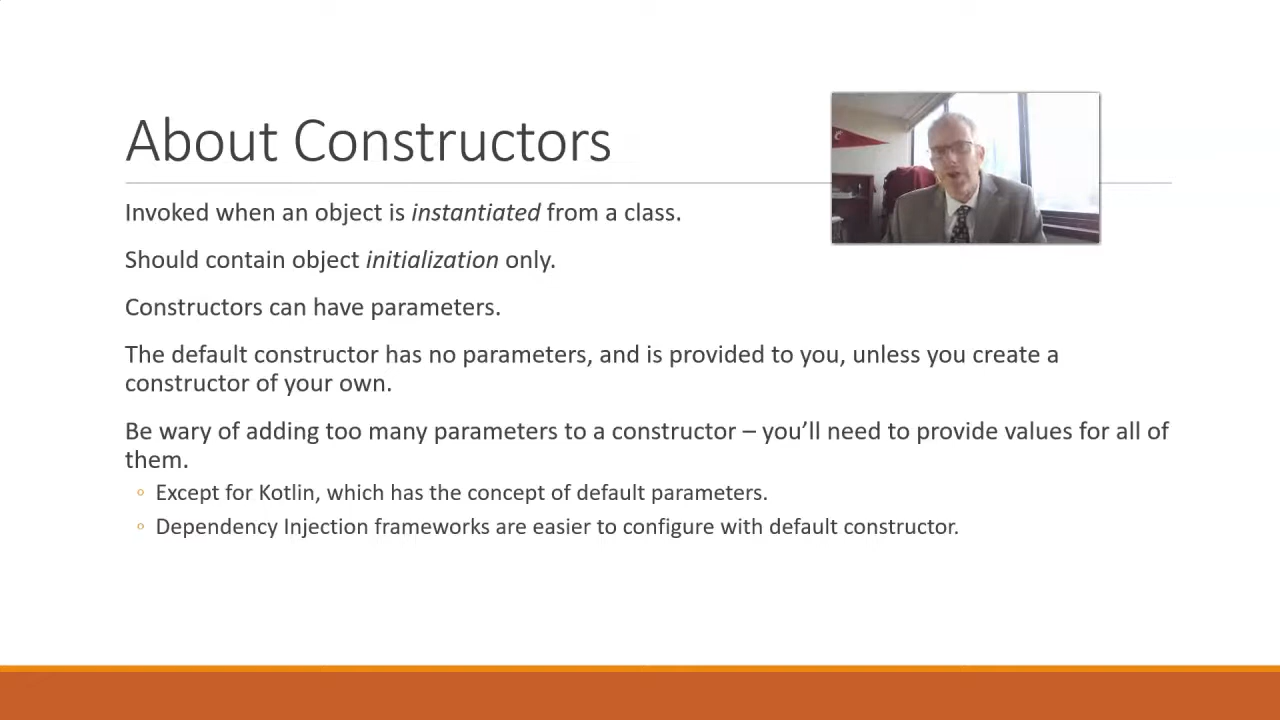 About Constructors
Invoked when an object is instantiated from a class.
Should contain object initialization only.
Constructors can have parameters.
The default constructor has no parameters, and is provided to you, unless you create a
constructor of your own.
Be wary of adding too many parameters to a constructor – you’ll need to provide values for all of
them.
◦ Except for Kotlin, which has the concept of default parameters.
◦ Dependency Injection frameworks are easier to configure with default constructor.